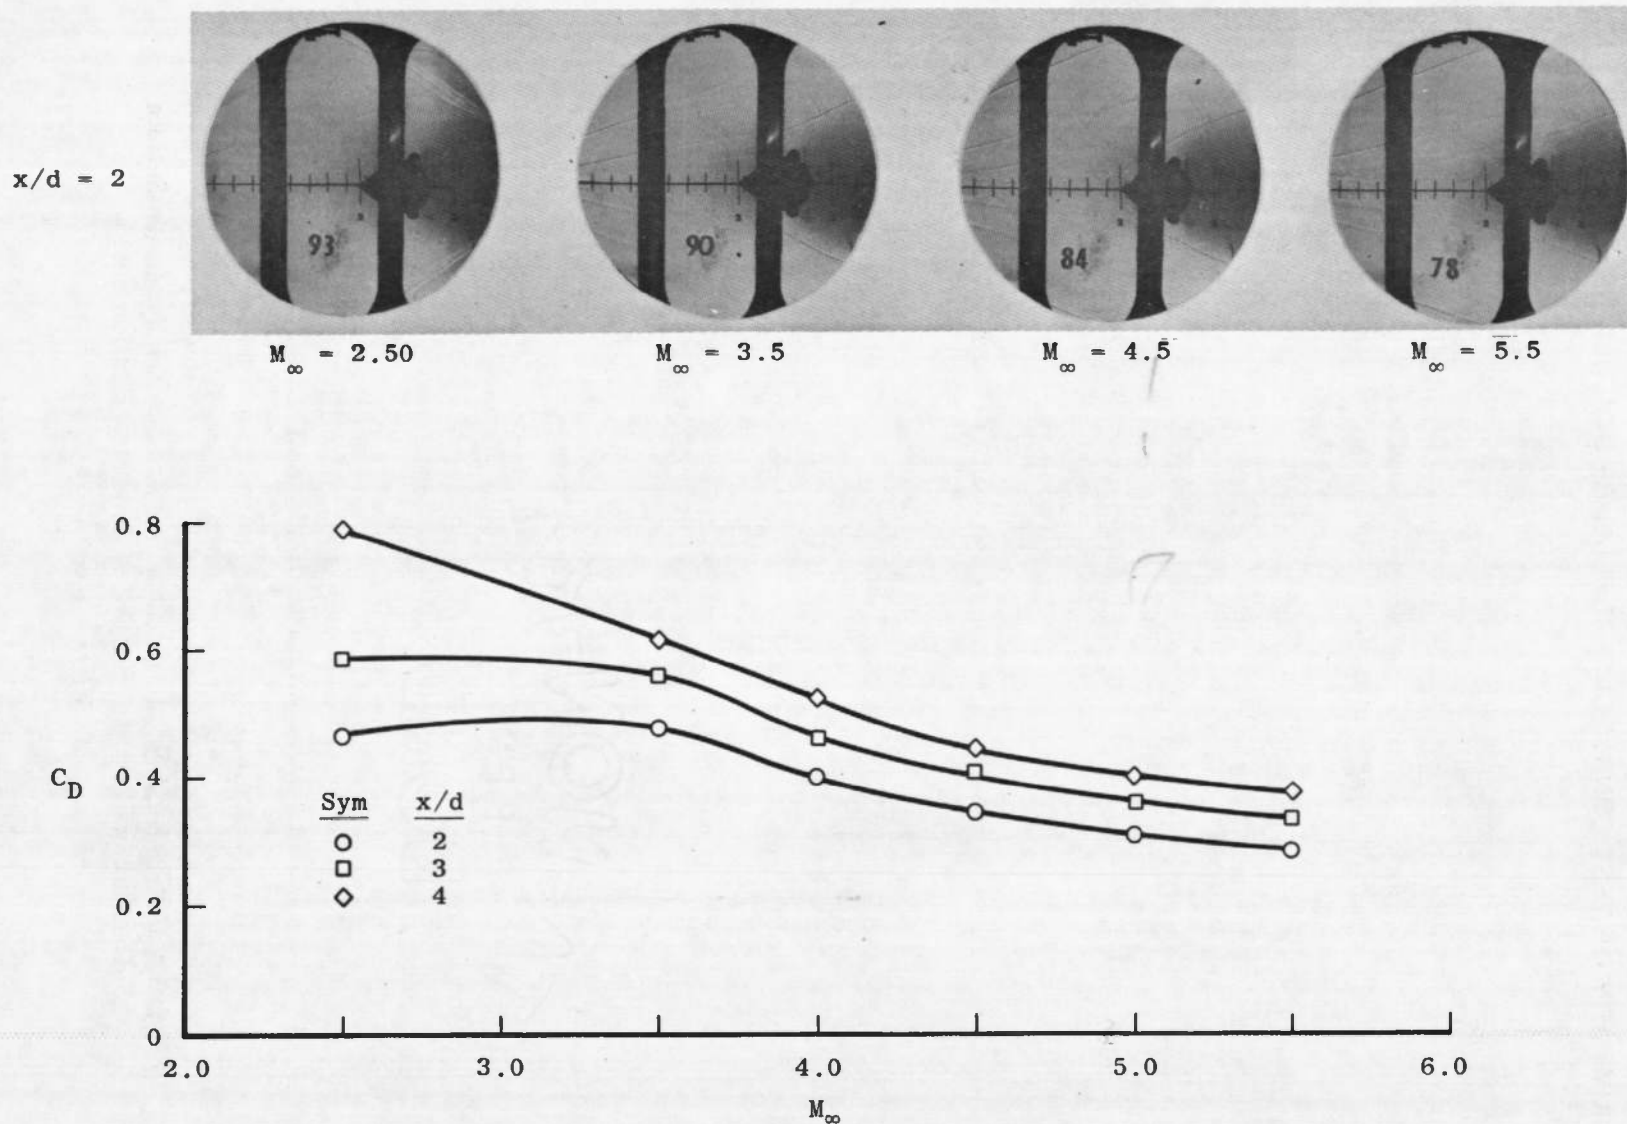 x/d = 2
93
90
84
78
M∞ = 2.50
M∞ = 3.5
M∞ = 4.5
M∞ = 5.5
0.8
0.6
C_D
0.4
0.2
0
Sym x/d
2
3
4
2.0 3.0 4.0 5.0 6.0
M∞